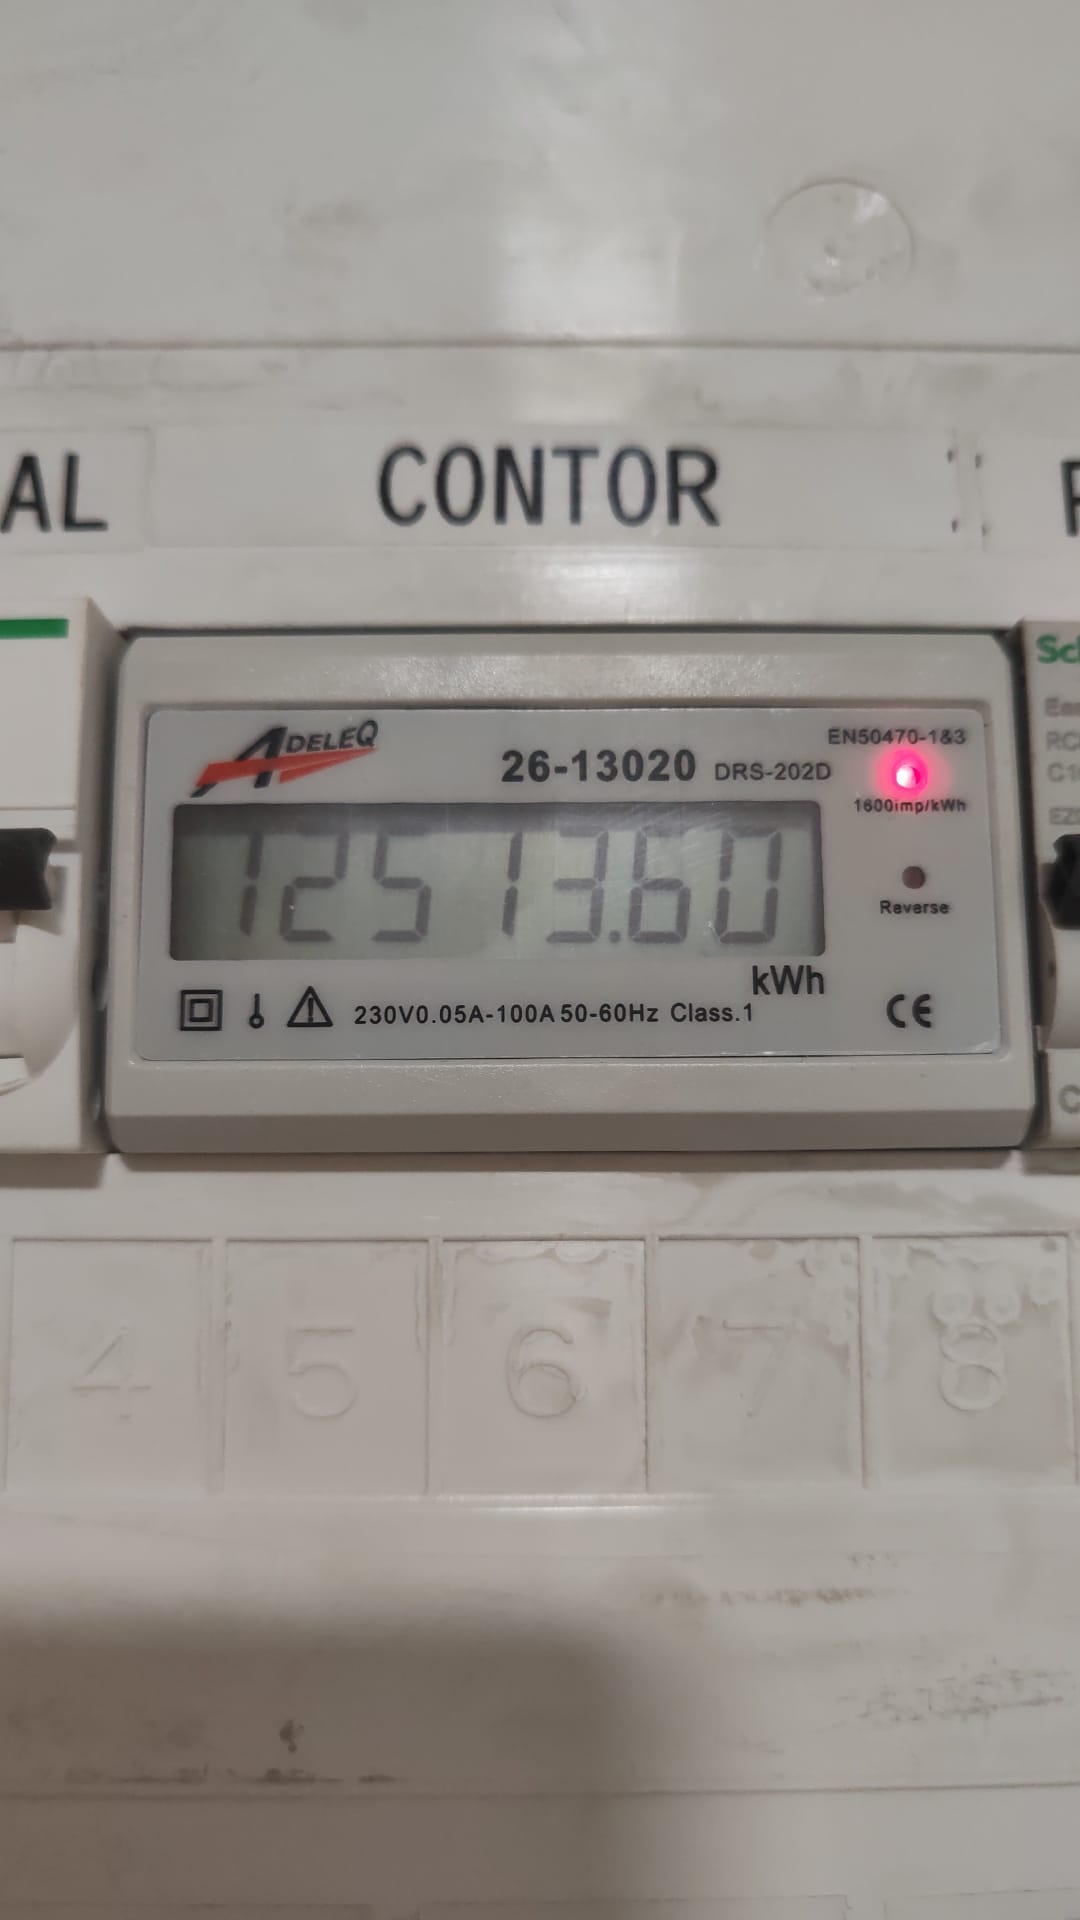 AL
CONTOR
ADELEQ
26-13020 DRS-202D
EN50470-1&3
1600imp/kWh
12513.60
kWh
Reverse
230V0.05A-100A 50-60Hz Class.1
CE
4 5 6 7 8